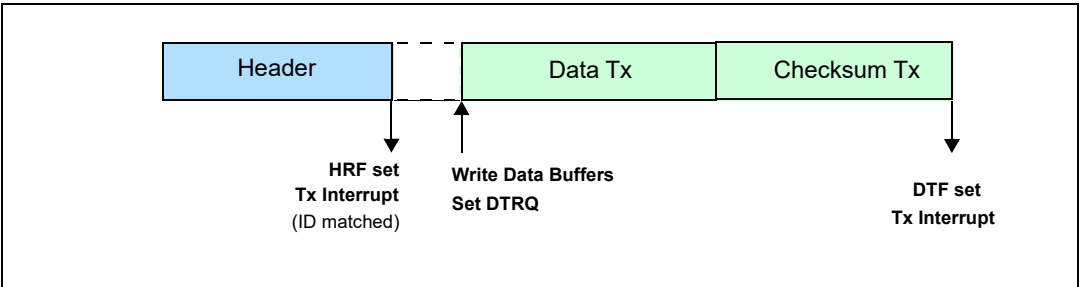 Header
Data Tx
Checksum Tx
HRF set
Tx Interrupt
(ID matched)
Write Data Buffers
Set DTRQ
DTF set
Tx Interrupt